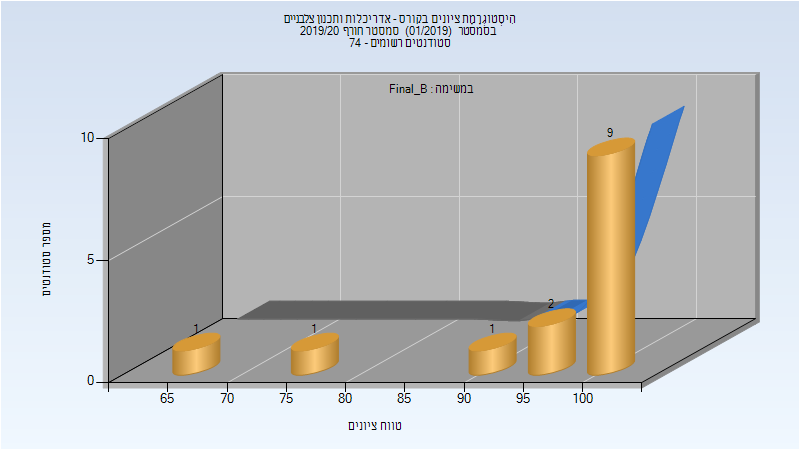 היסטוגרמת ציונים בקורס - אדריכלות ותכנון צלבניים
בסמסטר (01/2019) סמסטר חורף 2019/20
סטודנטים רשומים - 74
במשימה : Final_B
מספר סטודנטים
10
5
0
9
2
1
1
1
65
70
75
80
85
90
95
100
טווח ציונים